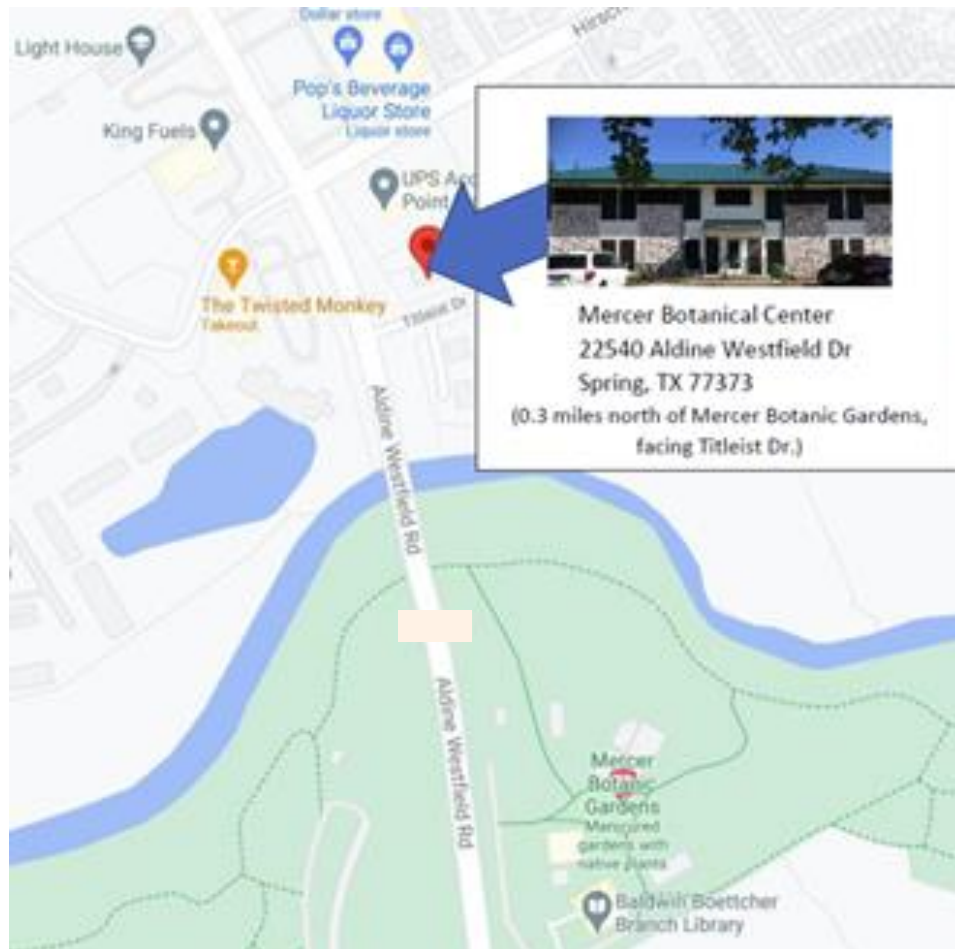 Dollar store
Light House
Pop's Beverage
Liquor Store
Liquor store
King Fuels
UPS Acc
Point
The Twisted Monkey
Takeout
Titleist Dr
Mercer Botanical Center
22540 Aldine Westfield Dr
Spring, TX 77373
(0.3 miles north of Mercer Botanic Gardens,
facing Titleist Dr.)
Aldine Westfield Rd
Aldine Westfield Rd
Mercer
Botanic
Gardens
Manicured
gardens with
native plants
Baldwin Boettcher
Branch Library